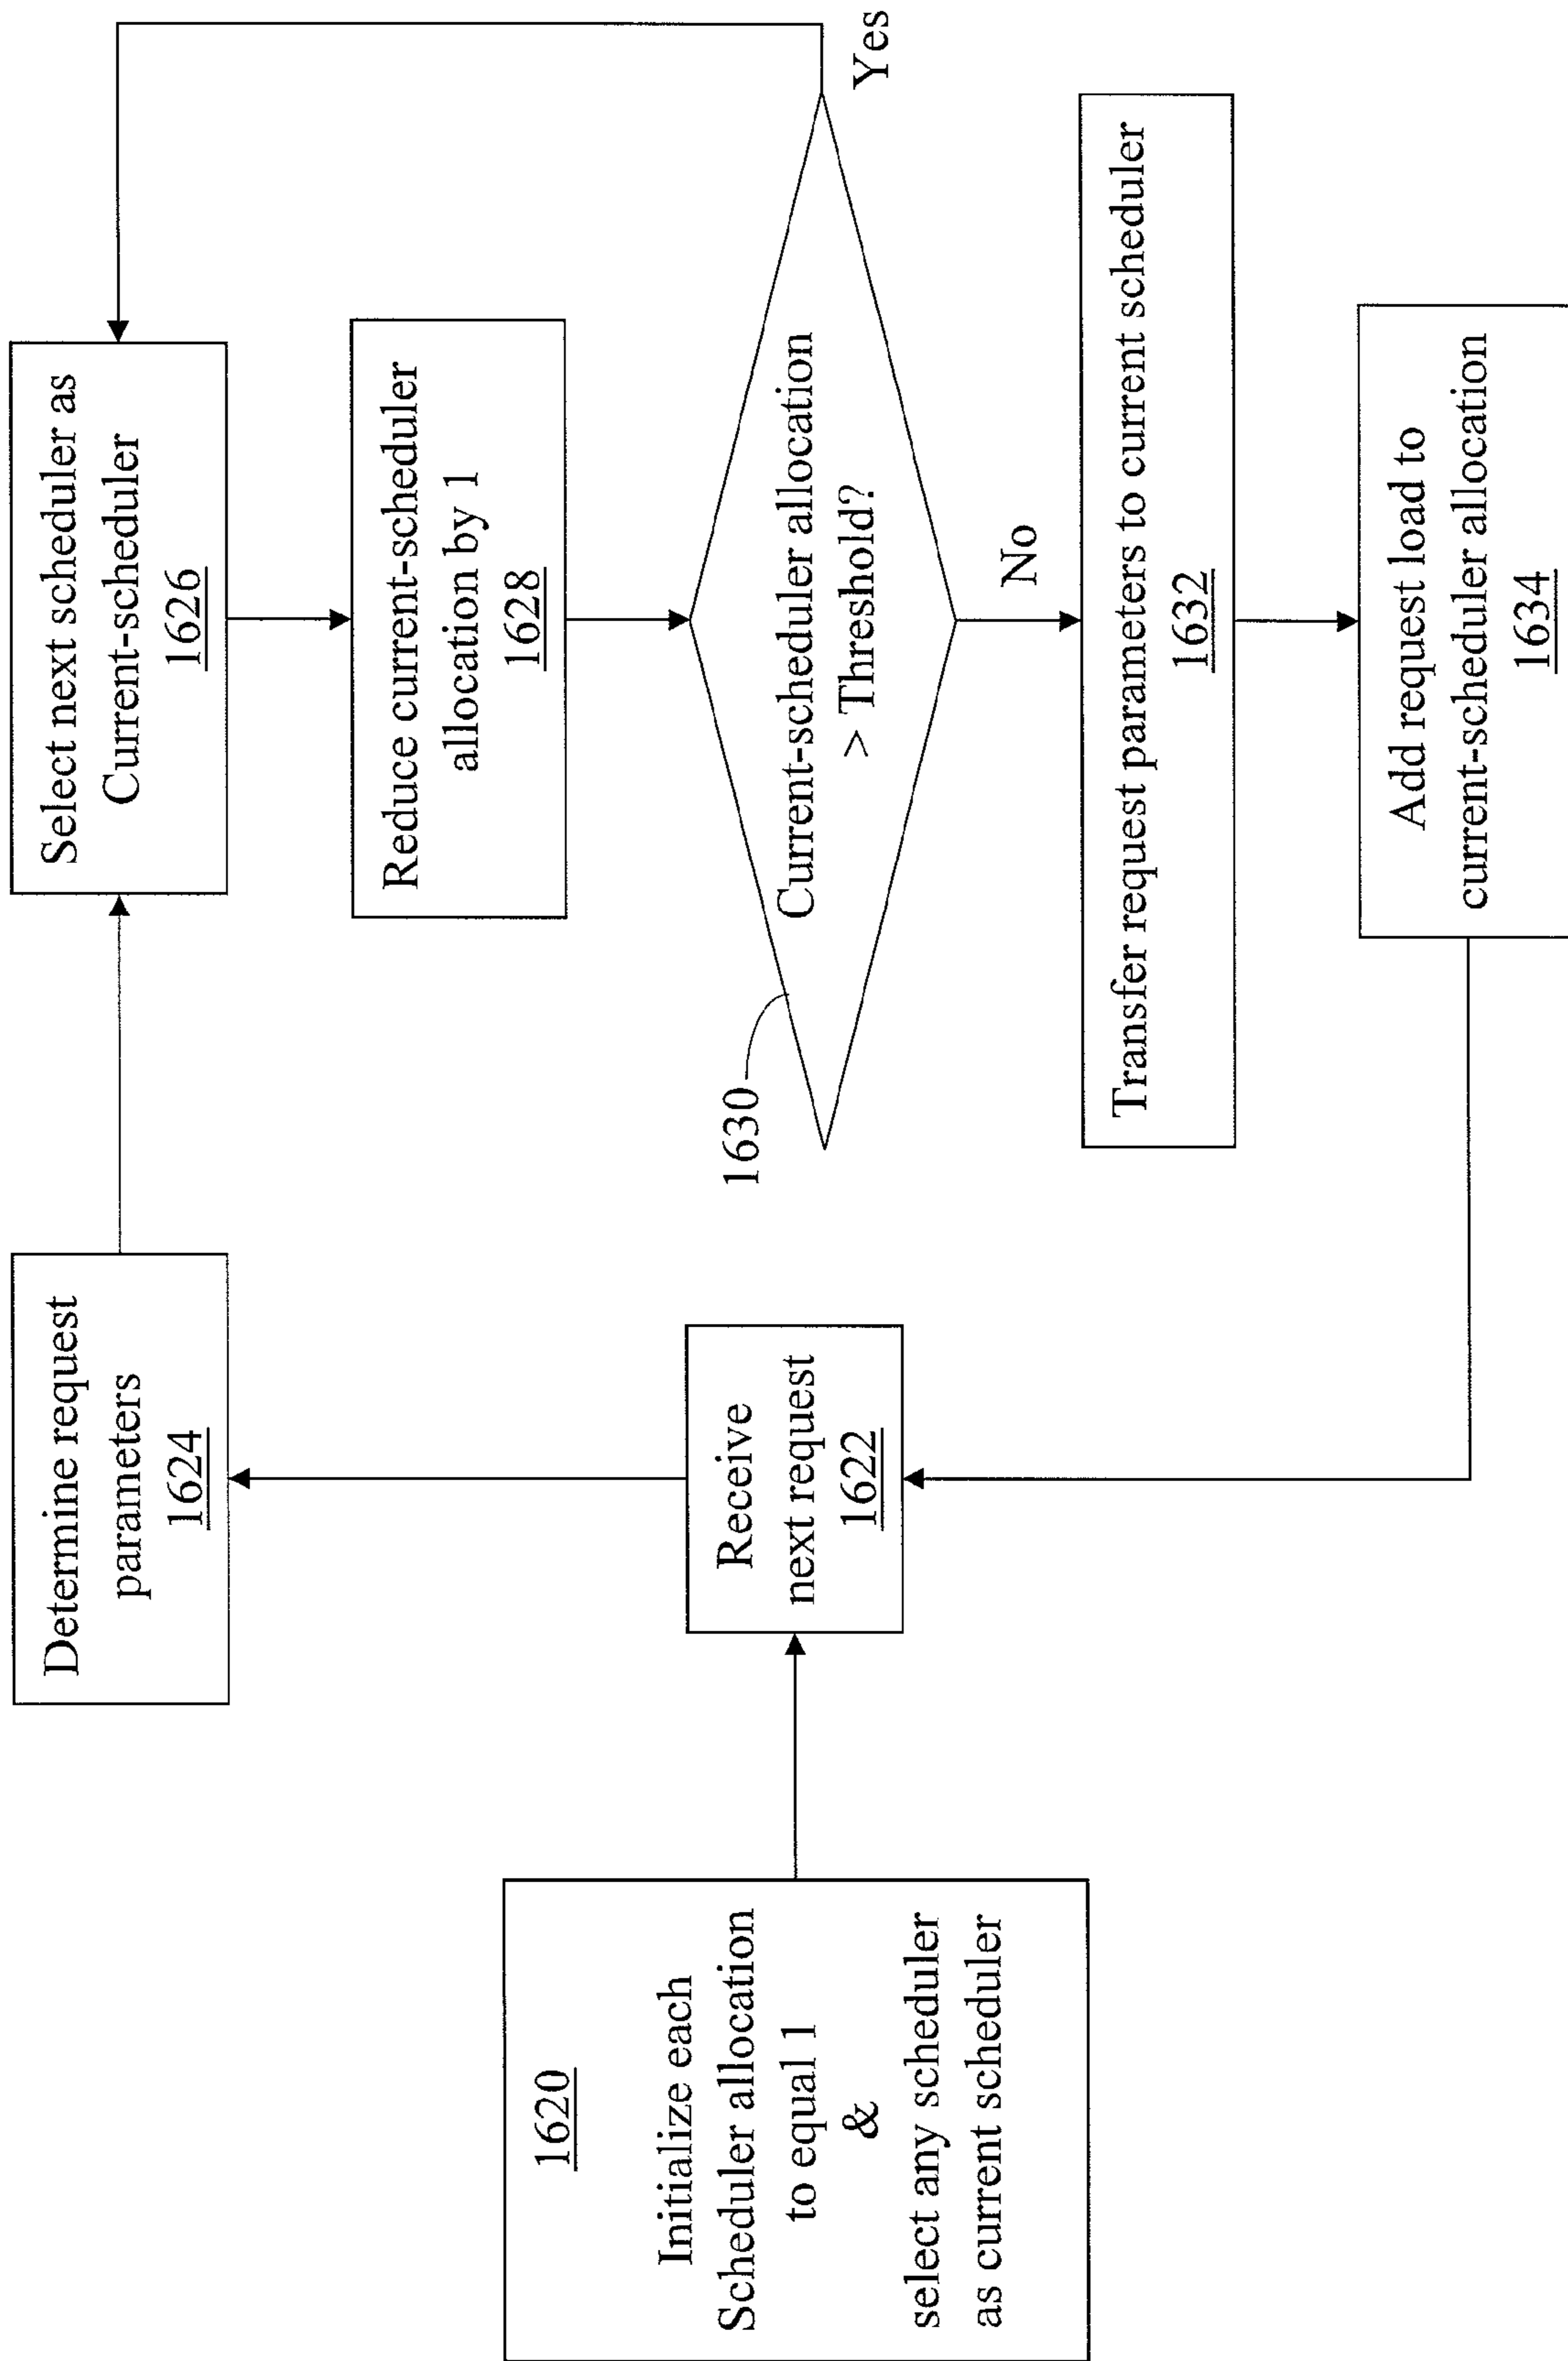 1620
Initialize each
Scheduler allocation
to equal 1
&
select any scheduler
as current scheduler
Receive
next request
1622
Determine request
parameters
1624
Select next scheduler as
Current-scheduler
1626
Reduce current-scheduler
allocation by 1
1628
1630
Current-scheduler allocation
> Threshold?
Yes
No
Transfer request parameters to current scheduler
1632
Add request load to
current-scheduler allocation
1634